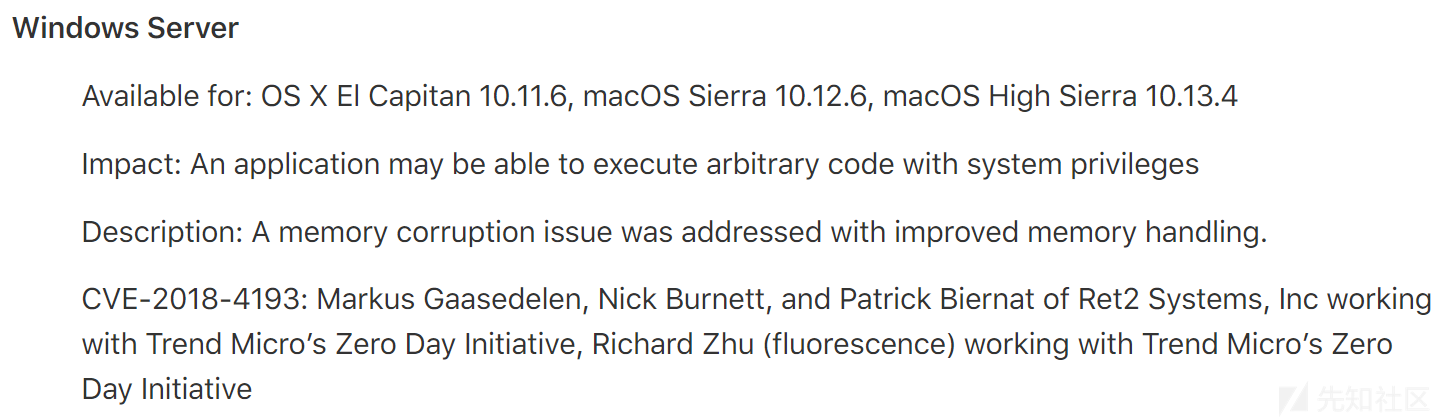 Windows Server
Available for: OS X El Capitan 10.11.6, macOS Sierra 10.12.6, macOS High Sierra 10.13.4
Impact: An application may be able to execute arbitrary code with system privileges
Description: A memory corruption issue was addressed with improved memory handling.
CVE-2018-4193: Markus Gaasedelen, Nick Burnett, and Patrick Biernat of Ret2 Systems, Inc working
with Trend Micro’s Zero Day Initiative, Richard Zhu (fluorescence) working with Trend Micro’s Zero
Day Initiative
先知社区